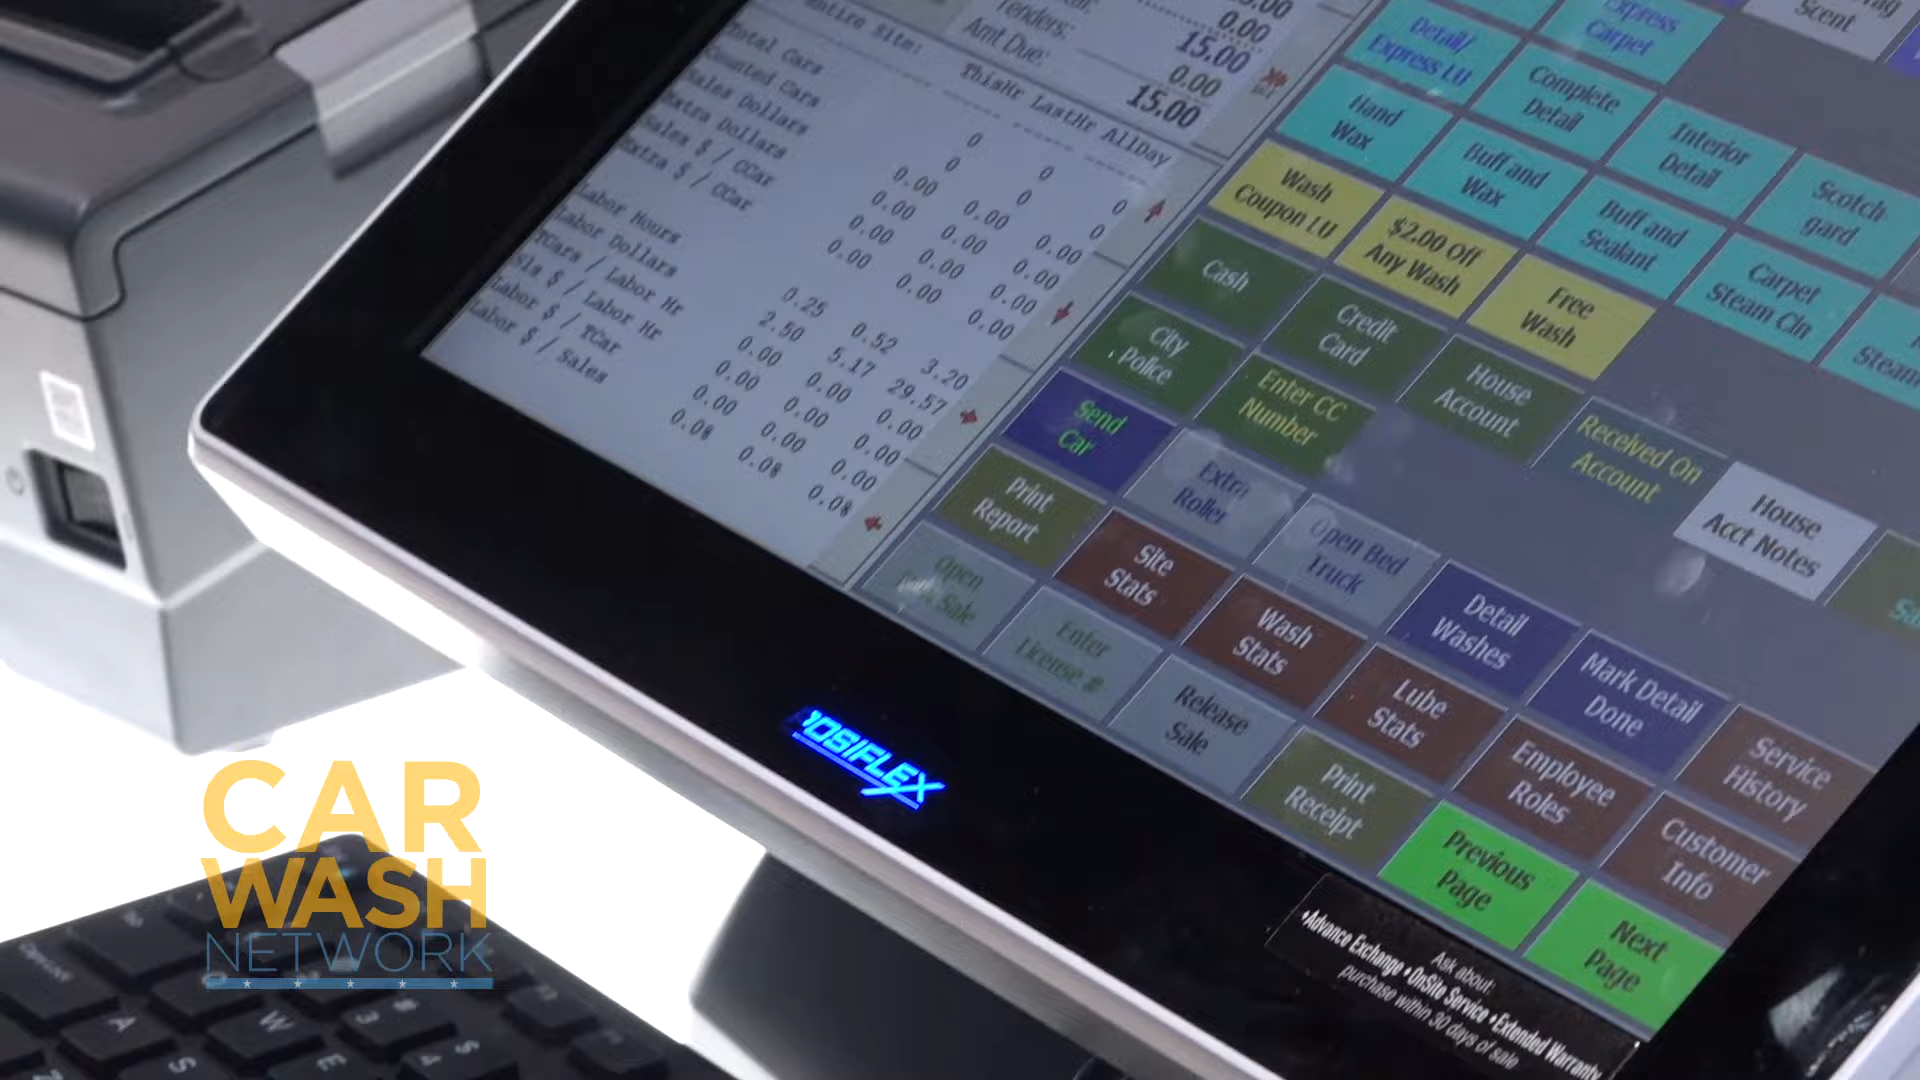 Tenders:
Amt Due:
0.00
15.00
0.00
15.00
Entire Site:
ThisHr LastHr AllDay
Total Cars 0 0 0
Counted Cars 0 0 0
Sales Dollars 0.00 0.00 0.00
Extra Dollars 0.00 0.00 0.00
Sales $ / CCar 0.00 0.00 0.00
Extra $ / CCar 0.00 0.00 0.00
Labor Hours 0.25 0.52 3.20
Labor Dollars 2.50 5.17 29.57
TCars / Labor Hr 0.00 0.00 0.00
Sls $ / Labor Hr 0.00 0.00 0.00
Labor $ / TCar 0.00 0.00 0.00
Labor $ / Sales 0.0% 0.0% 0.0%
Scent
Express
Carpet
Detail/
Express LU
Complete
Detail
Interior
Detail
Scotch
gard
Hand
Wax
Buff and
Wax
Buff and
Sealant
Carpet
Steam Cln
Steam
Wash
Coupon LU
$2.00 Off
Any Wash
Free
Wash
Cash
Credit
Card
House
Account
Received On
Account
House
Acct Notes
City
Police
Enter CC
Number
Send
Car
Extra
Roller
Open Bed
Truck
Detail
Washes
Mark Detail
Done
Service
History
Print
Report
Site
Stats
Wash
Stats
Lube
Stats
Employee
Roles
Customer
Info
Open
Sale
Enter
License #
Release
Sale
Print
Receipt
Previous
Page
Next
Page
POSIFLEX
Ask about:
•Advance Exchange •OnSite Service •Extended Warranty
purchase within 30 days of sale
CAR
WASH
NETWORK
CapsLock
A
S
W
E
3 #
4 $